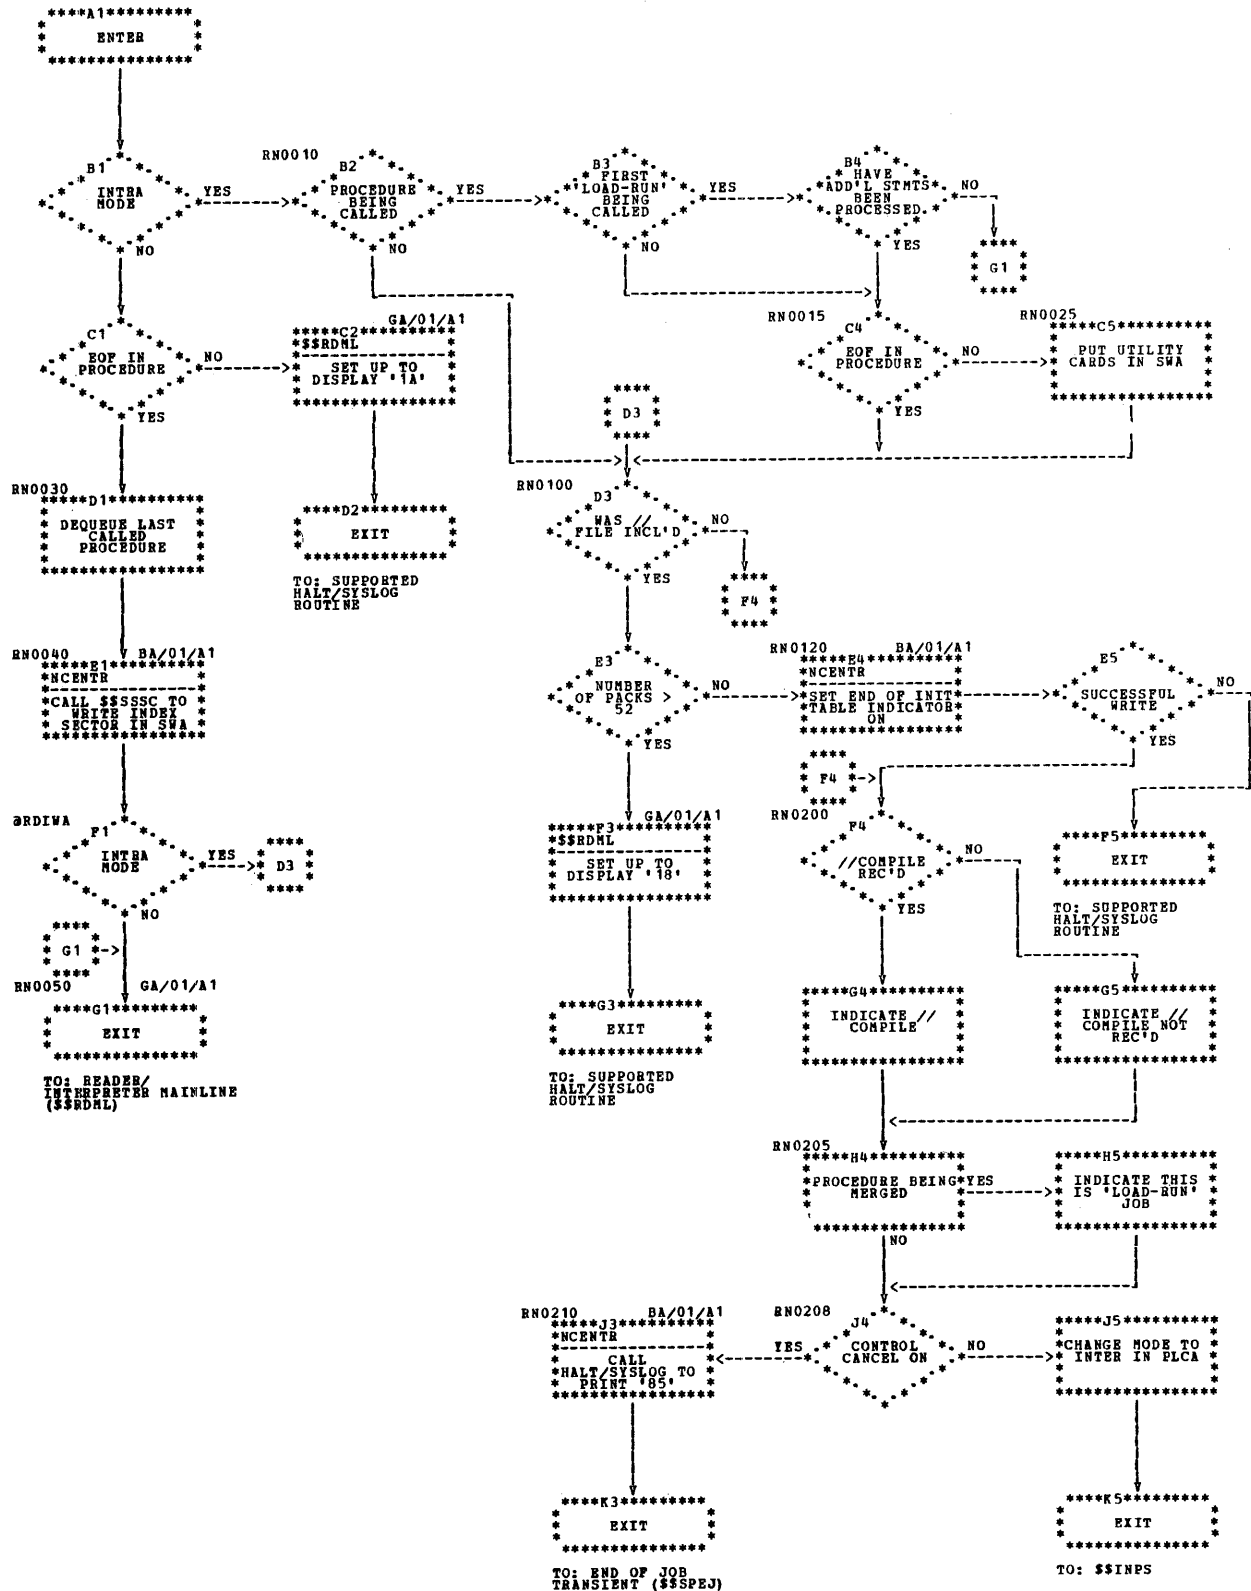 A1
ENTER
B1
INTRA
MODE
YES
NO
RN0010
B2
PROCEDURE
BEING
CALLED
YES
NO
B3
FIRST
'LOAD-RUN'
BEING
CALLED
YES
NO
B4
HAVE
ADD'L STMTS
BEEN
PROCESSED
NO
YES
G1
C1
EOF IN
PROCEDURE
NO
YES
GA/01/A1
C2
$$RDML
SET UP TO
DISPLAY '1A'
RN0015
C4
EOF IN
PROCEDURE
NO
YES
RN0025
C5
PUT UTILITY
CARDS IN SWA
D3
RN0030
D1
DEQUEUE LAST
CALLED
PROCEDURE
D2
EXIT
TO: SUPPORTED
HALT/SYSLOG
ROUTINE
RN0100
D3
WAS //
FILE INCL'D
NO
YES
F4
RN0040
BA/01/A1
E1
NCENTR
CALL $$SSSC TO
WRITE INDEX
SECTOR IN SWA
E3
NUMBER
OF PACKS >
52
NO
YES
RN0120
BA/01/A1
E4
NCENTR
SET END OF INIT
TABLE INDICATOR
ON
E5
SUCCESSFUL
WRITE
NO
YES
F4
@RDIWA
F1
INTRA
MODE
YES
D3
NO
GA/01/A1
F3
$$RDML
SET UP TO
DISPLAY '18'
RN0200
F4
//COMPILE
REC'D
NO
YES
F5
EXIT
TO: SUPPORTED
HALT/SYSLOG
ROUTINE
G1
RN0050
GA/01/A1
G1
EXIT
TO: READER/
INTERPRETER MAINLINE
($$RDML)
G3
EXIT
TO: SUPPORTED
HALT/SYSLOG
ROUTINE
G4
INDICATE //
COMPILE
G5
INDICATE //
COMPILE NOT
REC'D
RN0205
H4
PROCEDURE BEING
MERGED
YES
NO
H5
INDICATE THIS
IS 'LOAD-RUN'
JOB
RN0210
BA/01/A1
J3
NCENTR
CALL
HALT/SYSLOG TO
PRINT '85'
RN0208
J4
CONTROL
CANCEL ON
YES
NO
J5
CHANGE MODE TO
INTER IN PLCA
K3
EXIT
TO: END OF JOB
TRANSIENT ($$SPEJ)
K5
EXIT
TO: $$INPS